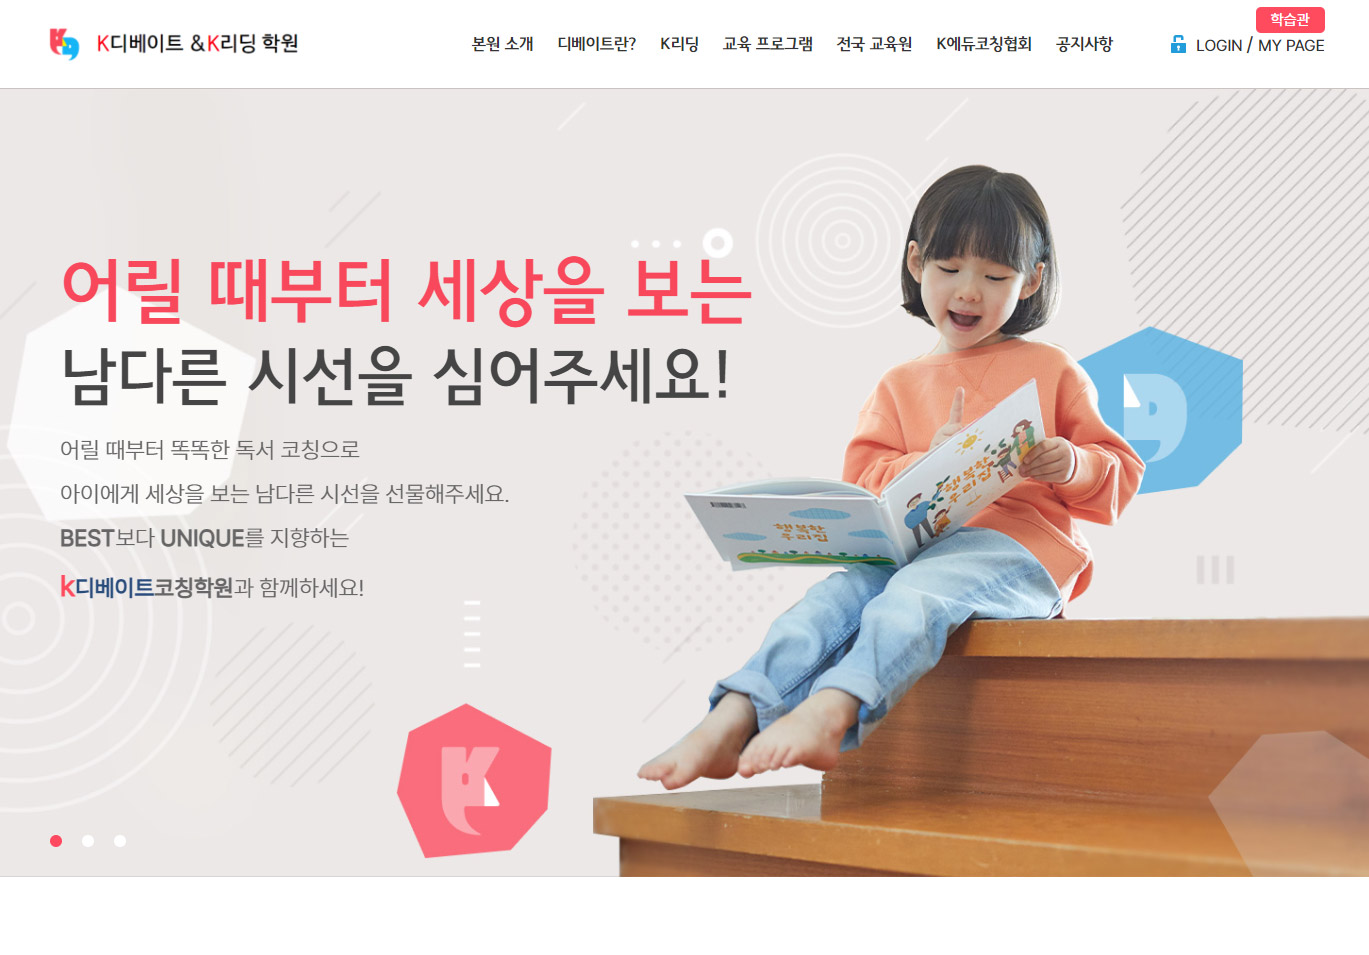 K디베이트 & K리딩 학원
본원 소개 디베이트란? K리딩 교육 프로그램 전국 교육원 K에듀코칭협회 공지사항
학습관
LOGIN / MY PAGE
어릴 때부터 세상을 보는
남다른 시선을 심어주세요!
어릴 때부터 똑똑한 독서 코칭으로
아이에게 세상을 보는 남다른 시선을 선물해주세요.
BEST보다 UNIQUE를 지향하는
k디베이트코칭학원과 함께하세요!
행복한
우리집
행복한
우리집